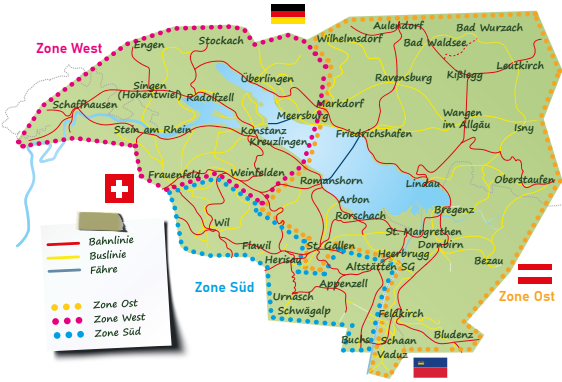 Zone West
Engen
Stockach
Wilhelmsdorf
Aulendorf
Bad Wurzach
Bad Waldsee
Leutkirch
Kißlegg
Ravensburg
Überlingen
Singen
(Hohentwiel)
Radolfzell
Schaffhausen
Markdorf
Meersburg
Wangen
im Allgäu
Isny
Stein am Rhein
Konstanz
Kreuzlingen
Friedrichshafen
Frauenfeld
Weinfelden
Romanshorn
Lindau
Oberstaufen
Arbon
Rorschach
Bregenz
Wil
St. Margrethen
Dornbirn
Flawil
St. Gallen
Herisau
Heerbrugg
Altstätten SG
Bezau
Zone Süd
Zone Ost
Appenzell
Urnäsch
Schwägalp
Feldkirch
Buchs
Schaan
Bludenz
Vaduz
Bahnlinie
Buslinie
Fähre
Zone Ost
Zone West
Zone Süd